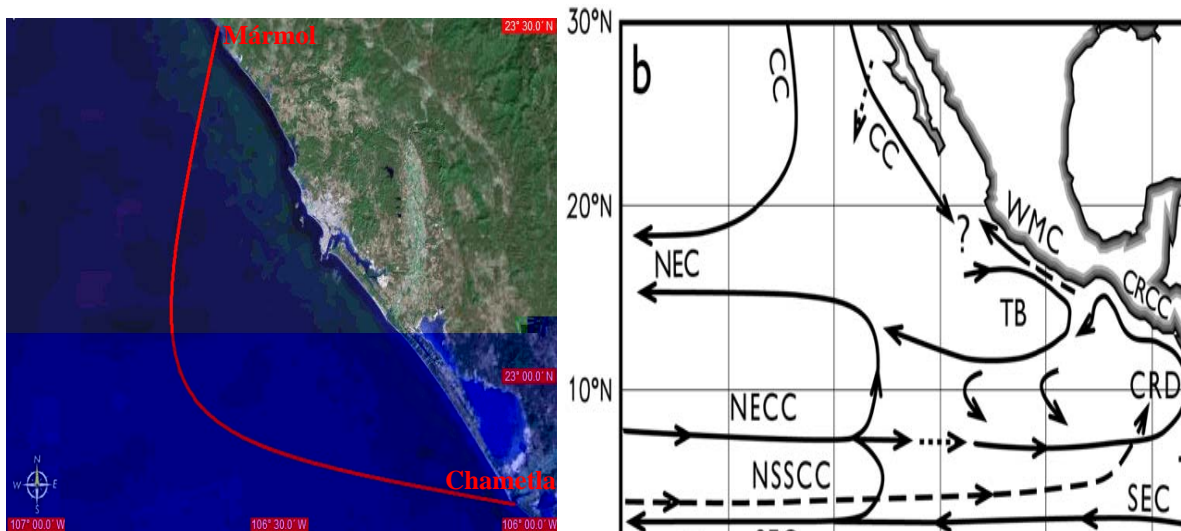 Mármol
23 30.0' N
23 00.0' N
Chametla
N
W
E
S
107 00.0' W
106 30.0' W
106 00.0' W
30°N
b
CC
CC
20°N
?
WMC
NEC
CRCC
TB
10°N
CRD
NECC
NSSCC
SEC